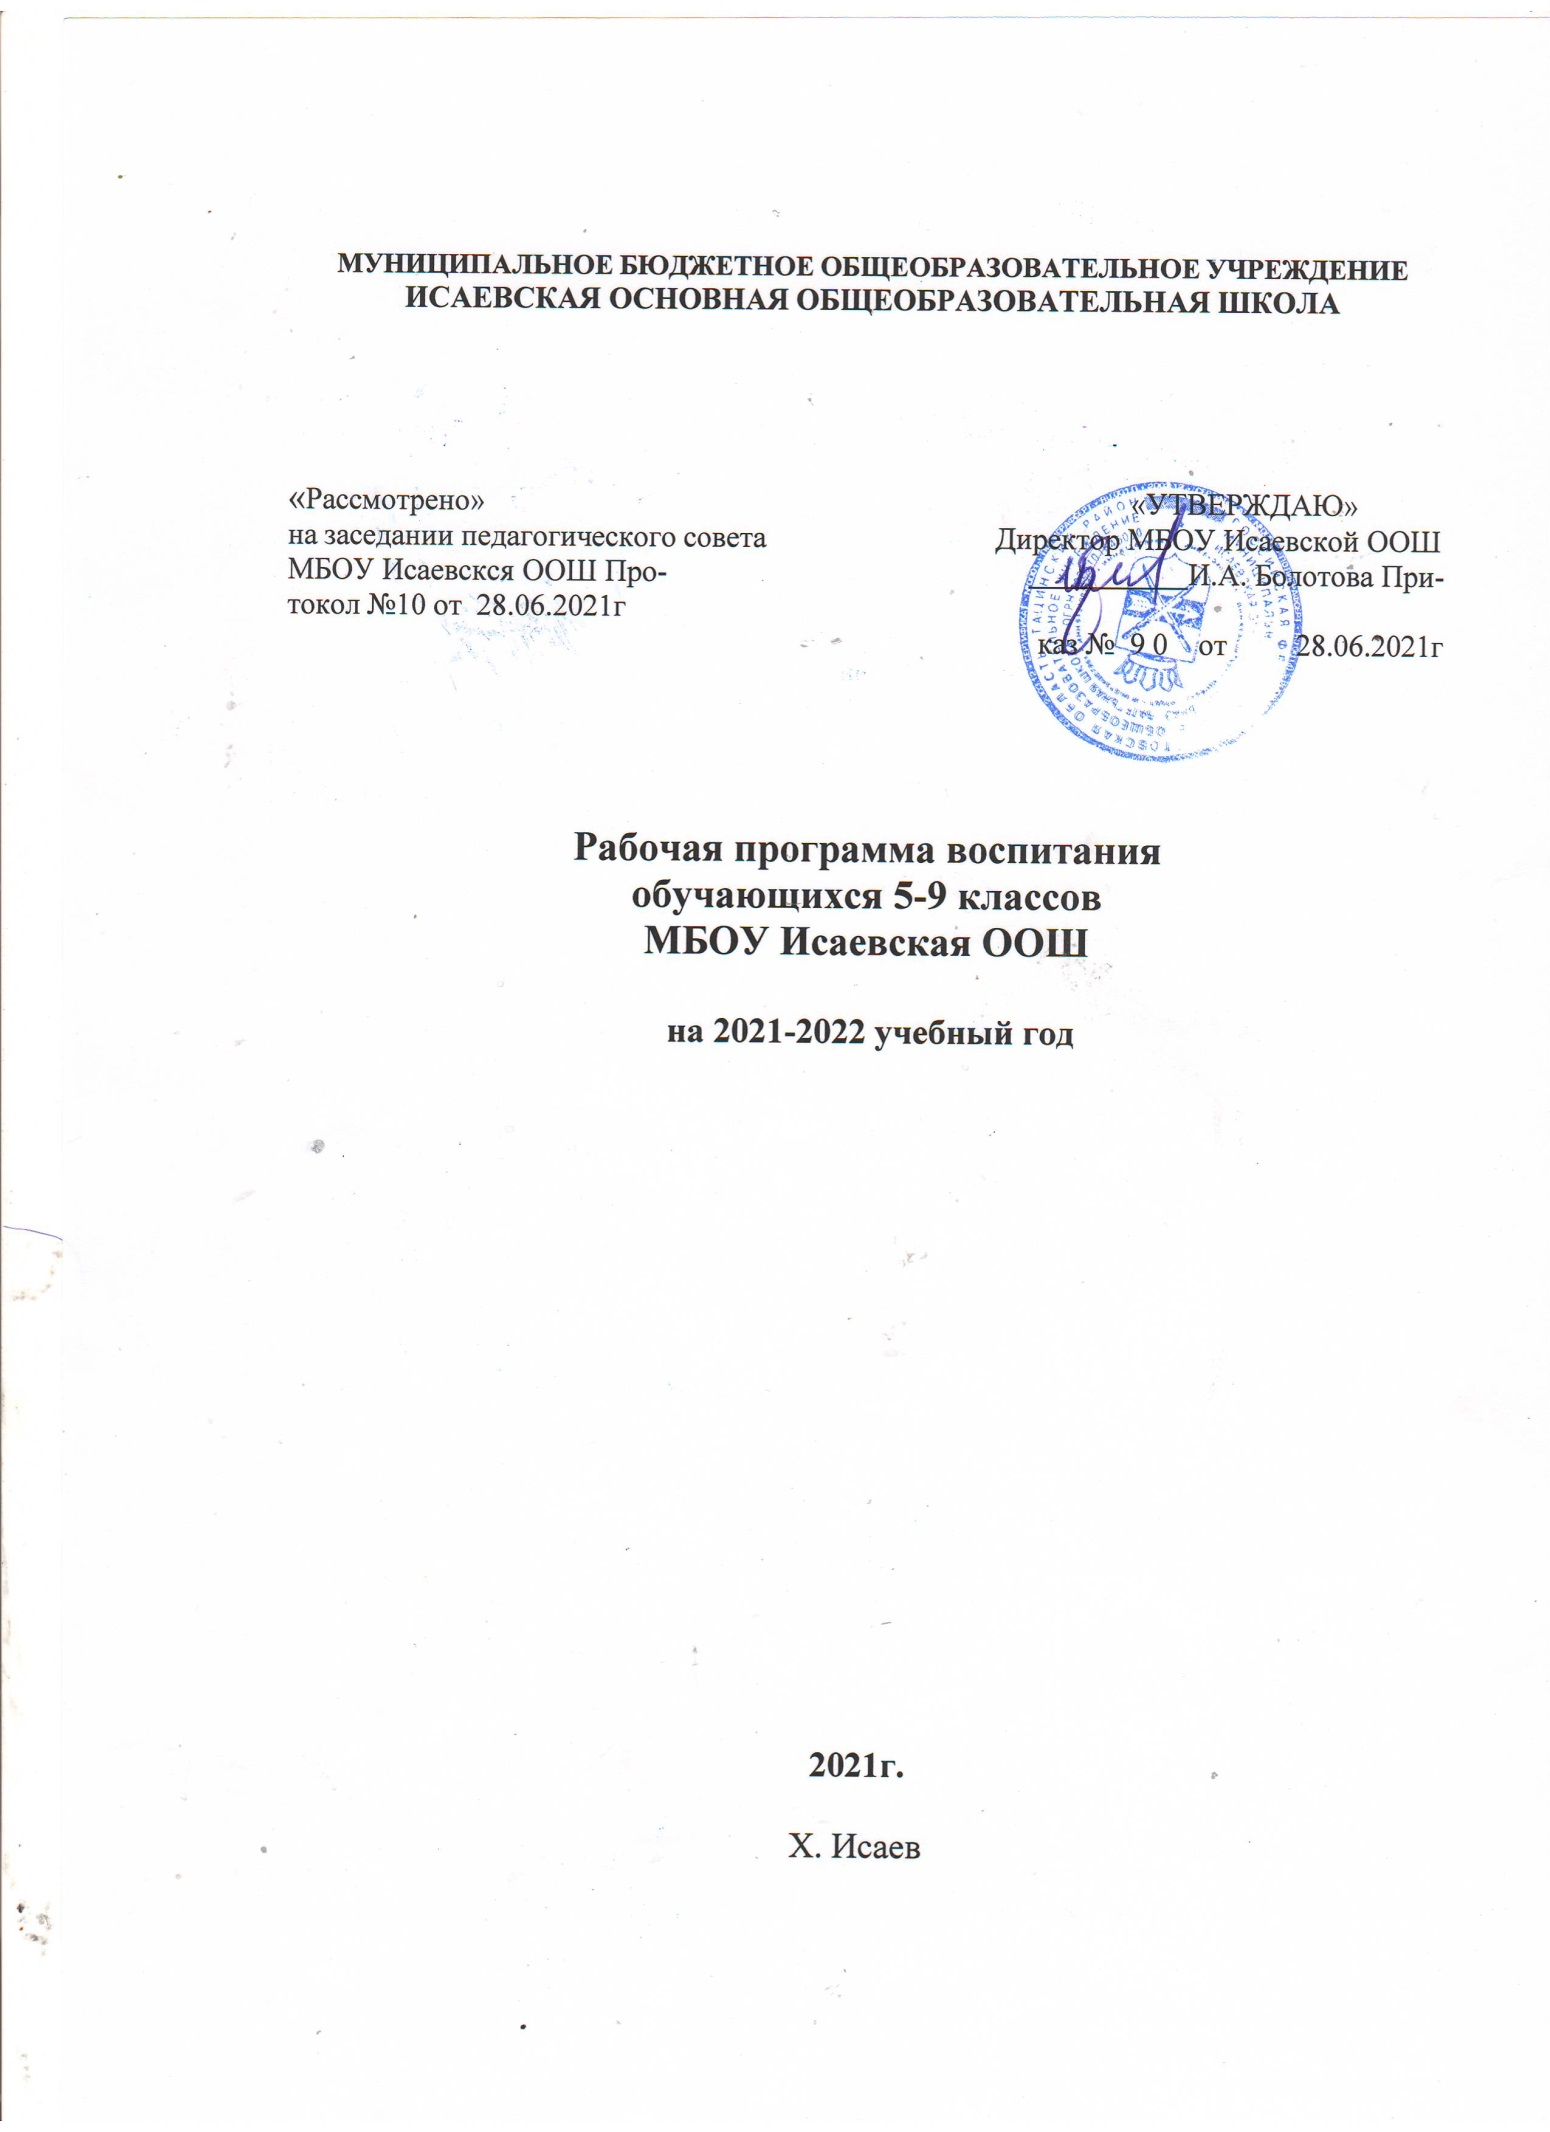 МУНИЦИПАЛЬНОЕ БЮДЖЕТНОЕ ОБЩЕОБРАЗОВАТЕЛЬНОЕ УЧРЕЖДЕНИЕ
ИСАЕВСКАЯ ОСНОВНАЯ ОБЩЕОБРАЗОВАТЕЛЬНАЯ ШКОЛА
«Рассмотрено»
на заседании педагогического совета
МБОУ Исаевскся ООШ Про-
токол №10 от 28.06.2021г
«УТВЕРЖДАЮ»
Директор МБОУ Исаевской ООШ
И.А. Болотова При-
каз № 9 0 от 28.06.2021г
Рабочая программа воспитания
обучающихся 5-9 классов
МБОУ Исаевская ООШ
на 2021-2022 учебный год
2021г.
Х. Исаев